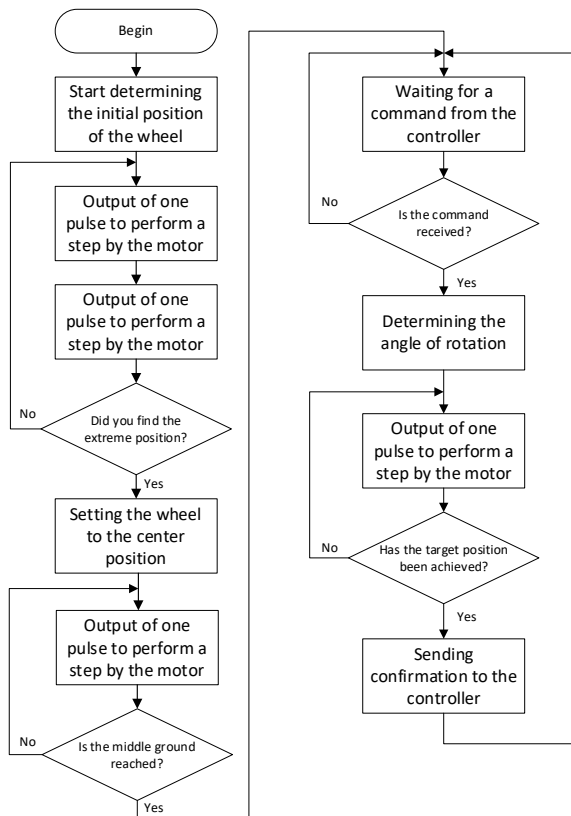 Begin
Start determining
the initial position
of the wheel
Output of one
pulse to perform a
step by the motor
Output of one
pulse to perform a
step by the motor
No
Did you find the
extreme position?
Yes
Setting the wheel
to the center
position
Output of one
pulse to perform a
step by the motor
No
Is the middle ground
reached?
Yes
Waiting for a
command from the
controller
No
Is the command
received?
Yes
Determining the
angle of rotation
Output of one
pulse to perform a
step by the motor
No
Has the target position
been achieved?
Yes
Sending
confirmation to the
controller